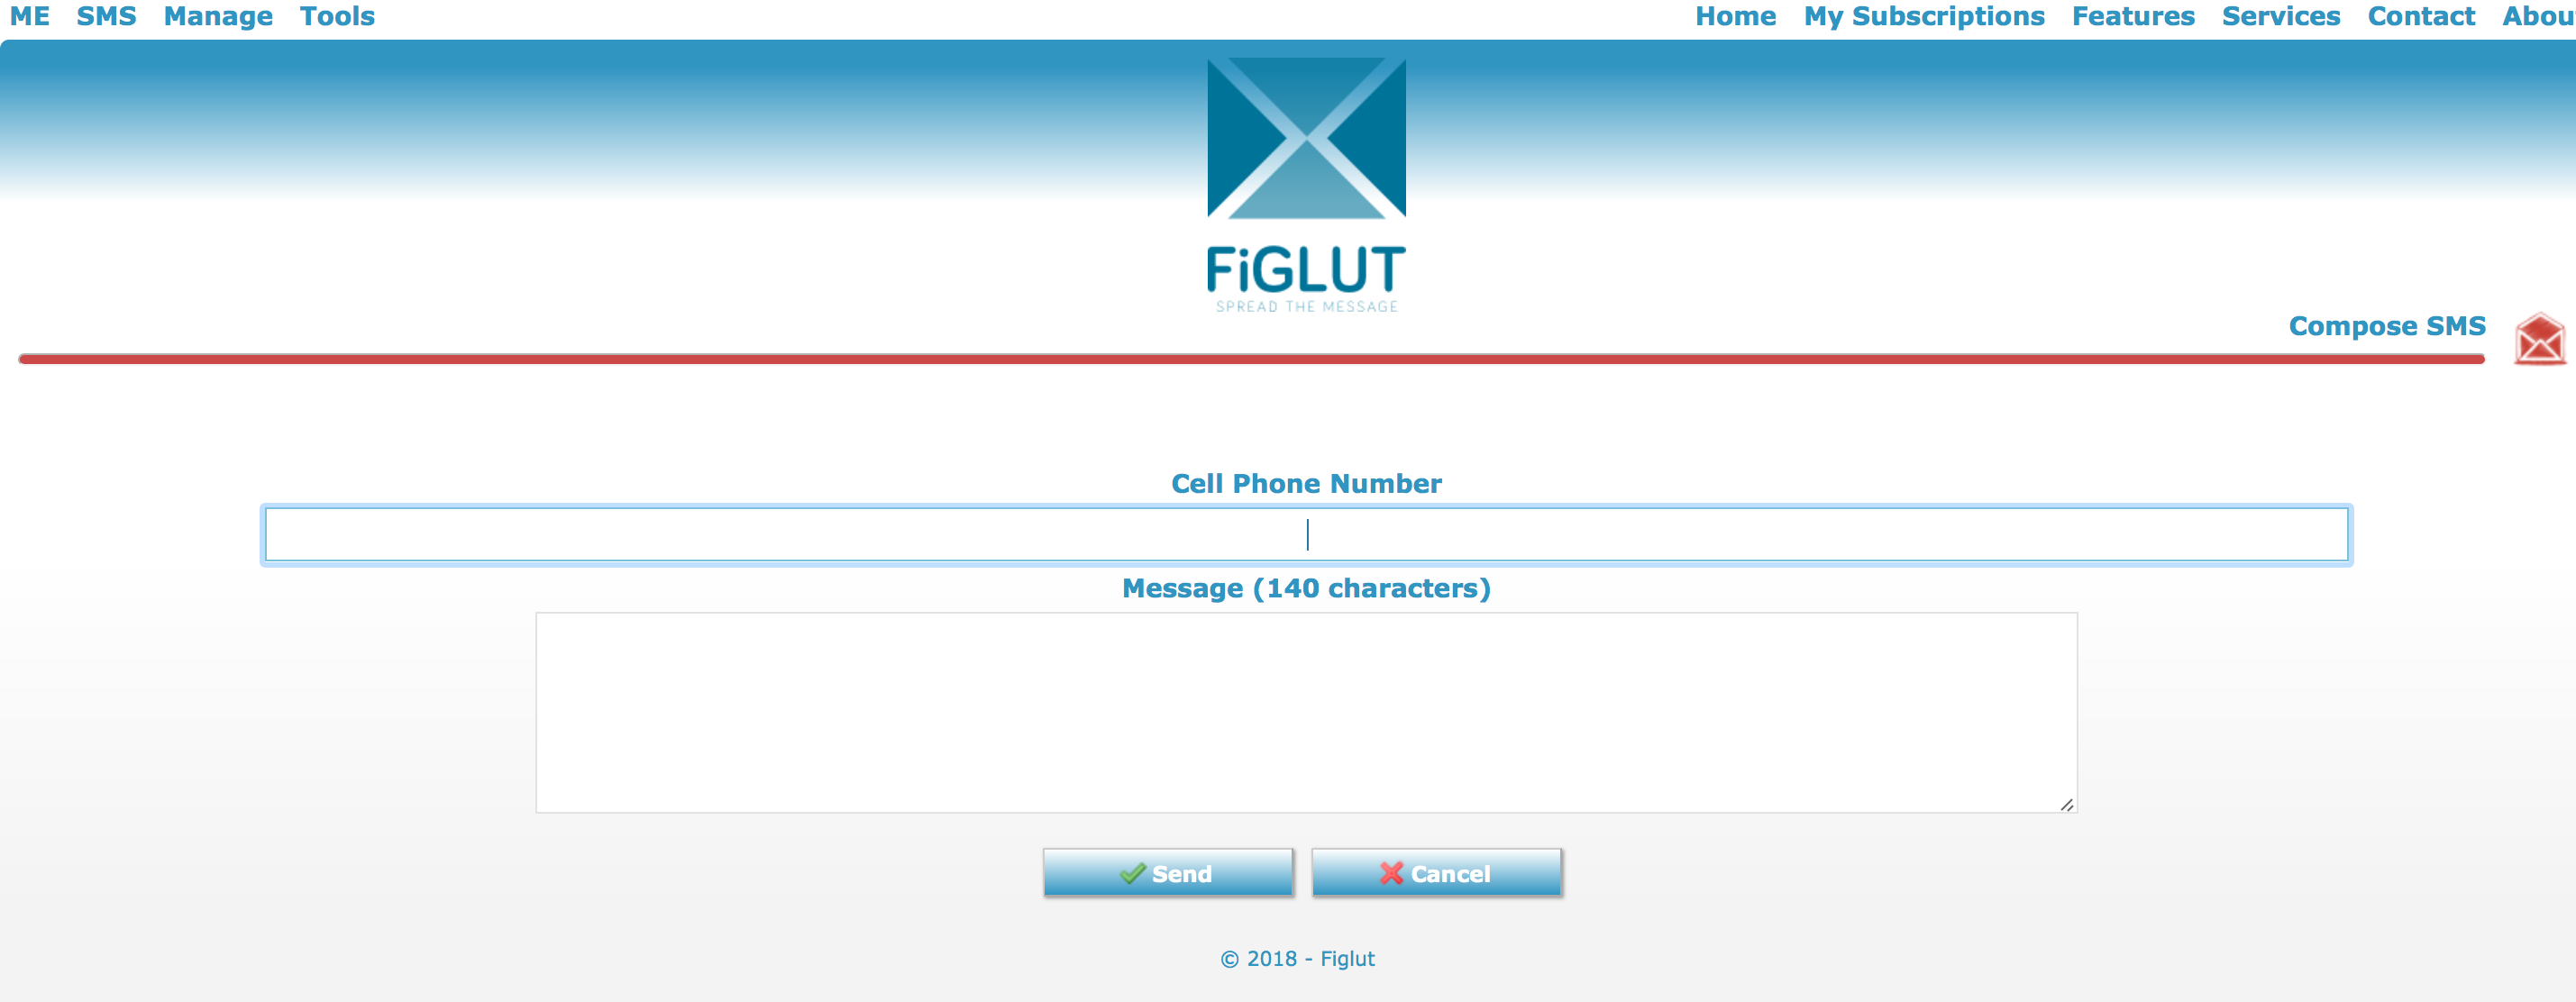 ME SMS Manage Tools Home My Subscriptions Features Services Contact Abou
FiGLUT
SPREAD THE MESSAGE
Compose SMS
Cell Phone Number
Message (140 characters)
Send Cancel
© 2018 - Figlut